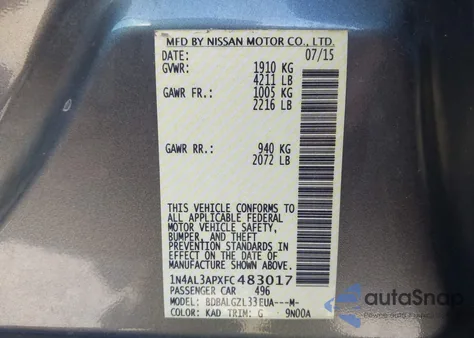 MFD BY NISSAN MOTOR CO., LTD.
DATE: 07/15
GVWR: 1910 KG
4211 LB
GAWR FR.: 1005 KG
2216 LB
GAWR RR.: 940 KG
2072 LB
THIS VEHICLE CONFORMS TO
ALL APPLICABLE FEDERAL
MOTOR VEHICLE SAFETY,
BUMPER, AND THEFT
PREVENTION STANDARDS IN
EFFECT ON THE DATE OF
MANUFACTURE SHOWN ABOVE.
1N4AL3APXFC483017
PASSENGER CAR 496
MODEL: BDBALGZL33EUA---M-
COLOR: KAD TRIM: G 9N00A
autoSnap